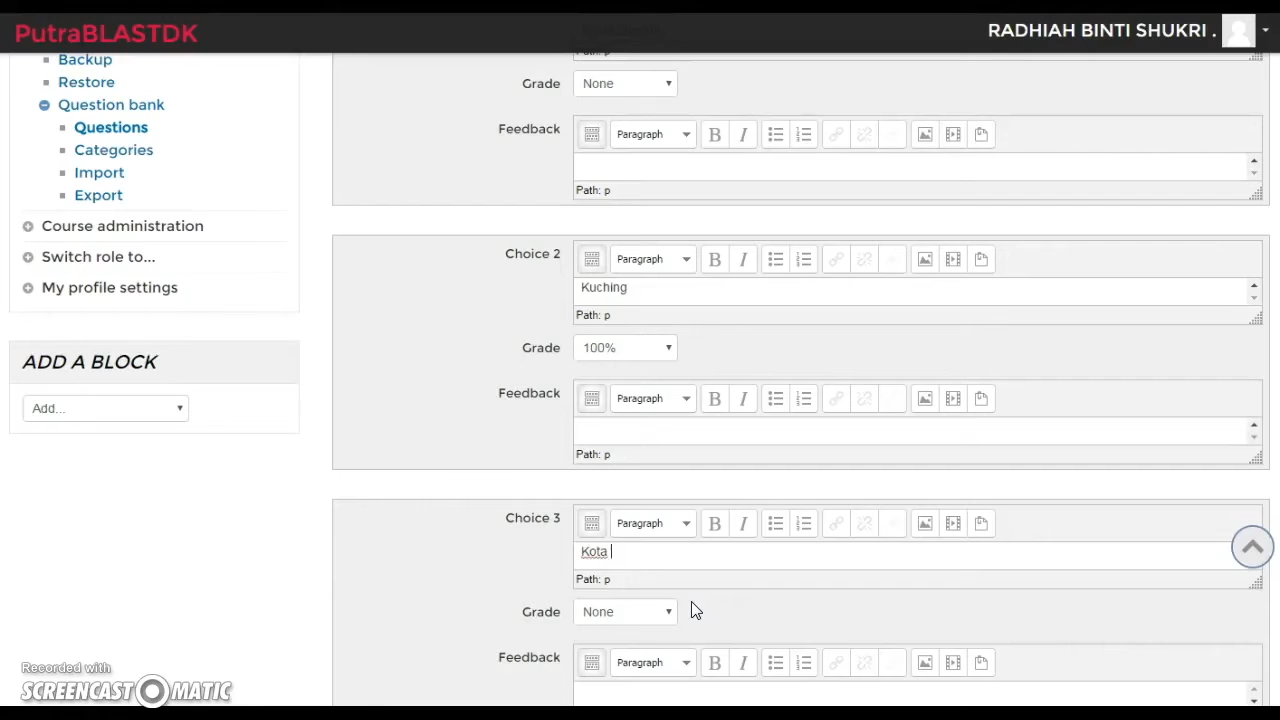 PutraBLASTDK
RADHIAH BINTI SHUKRI .
Backup
Restore
Question bank
Questions
Categories
Import
Export
Course administration
Switch role to...
My profile settings
ADD A BLOCK
Add...
Grade None
Feedback Paragraph B I
Path: p
Choice 2 Paragraph B I
Kuching
Path: p
Grade 100%
Feedback Paragraph B I
Path: p
Choice 3 Paragraph B I
Kota
Path: p
Grade None
Feedback Paragraph B I
Recorded with
SCREENCAST MATIC